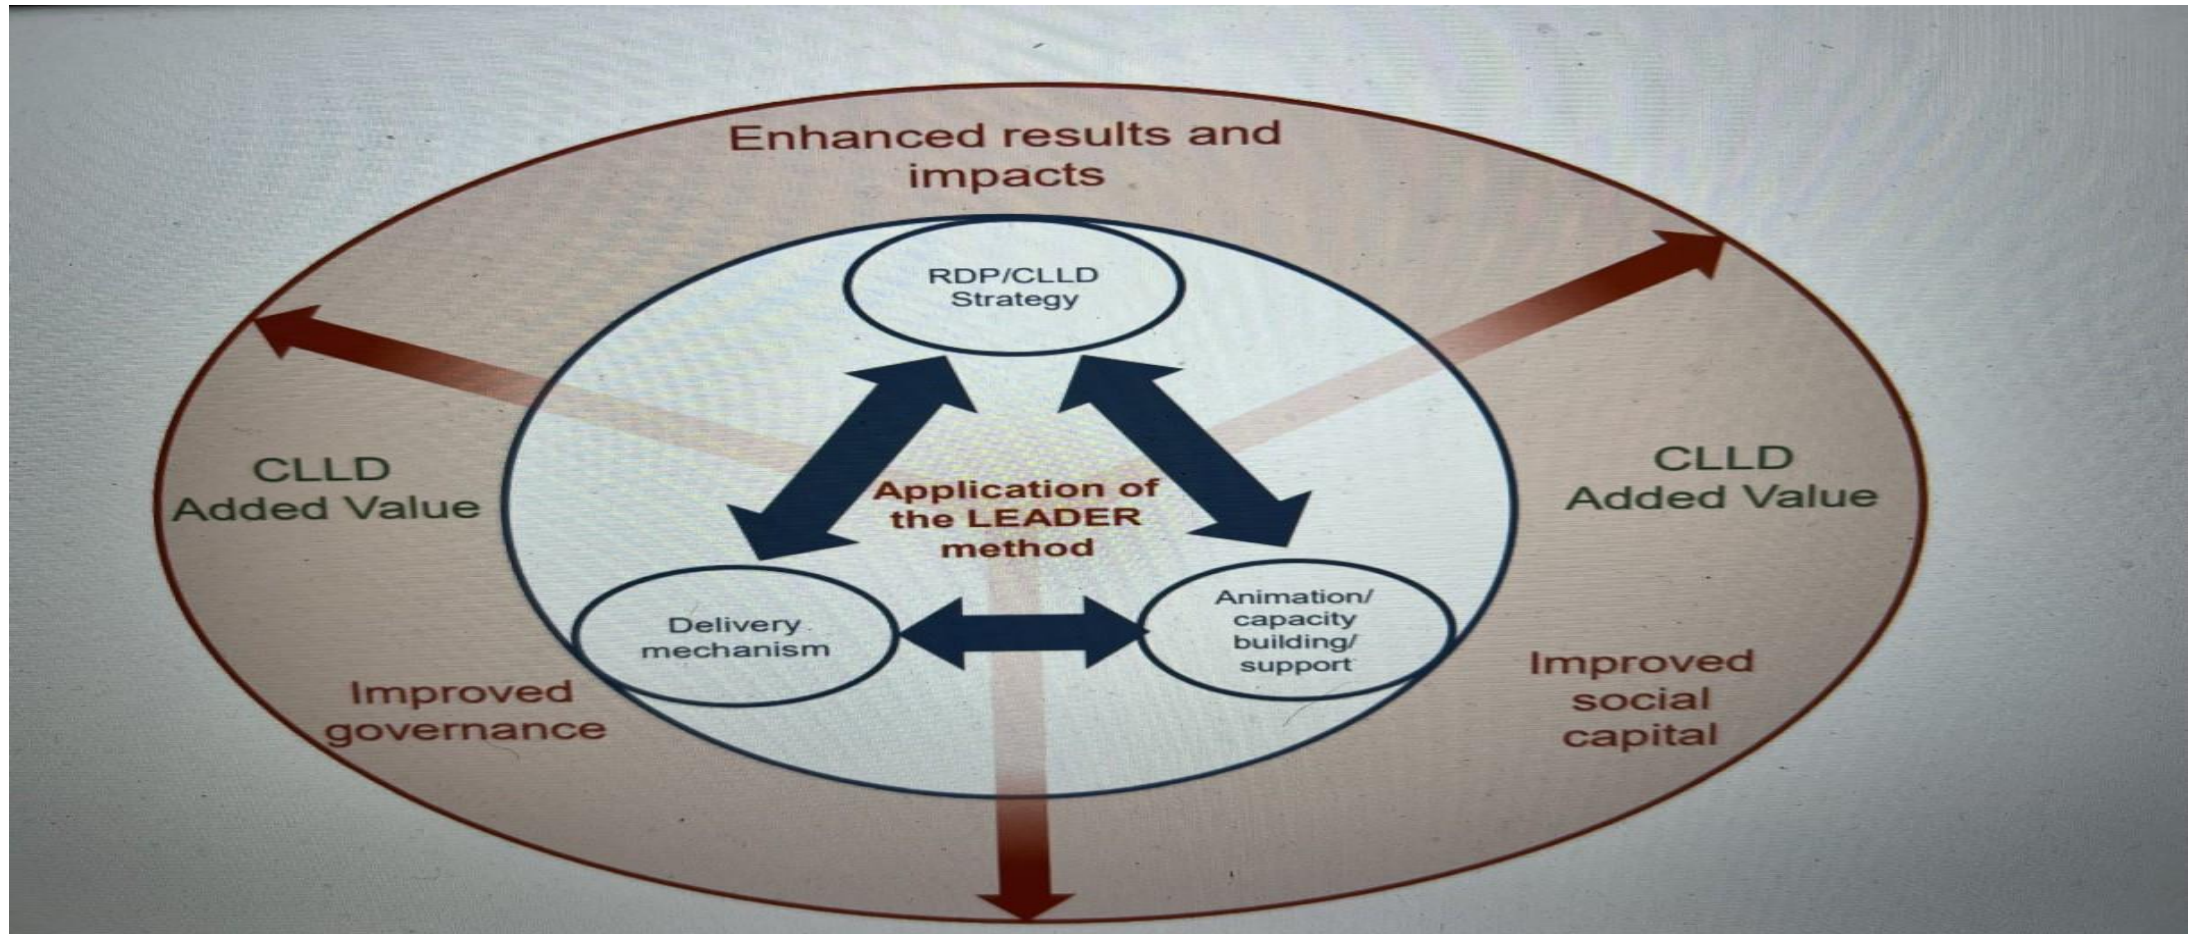 Enhanced results and
impacts
RDP/CLLD
Strategy
CLLD
Added Value
Application of
the LEADER
method
CLLD
Added Value
Delivery
mechanism
Animation/
capacity
building/
support
Improved
governance
Improved
social
capital